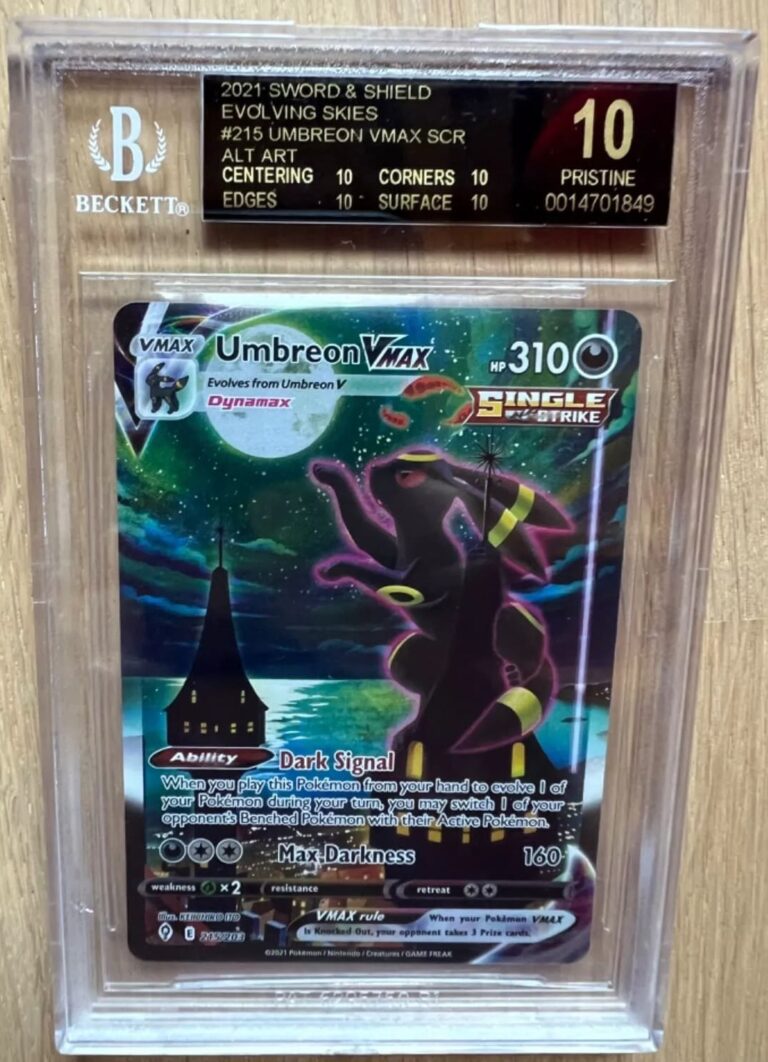 2021 SWORD & SHIELD
EVOLVING SKIES
#215 UMBREON VMAX SCR
ALT ART
CENTERING 10 CORNERS 10
EDGES 10 SURFACE 10
10
PRISTINE
0014701849
B
BECKETT®
VMAX Umbreon VMAX HP 310
Evolves from Umbreon V
Dynamax
SINGLE
STRIKE
Ability Dark Signal
When you play this Pokémon from your hand to evolve 1 of
your Pokémon during your turn, you may switch 1 of your
opponent's Benched Pokémon with their Active Pokémon.
Max Darkness 160
weakness ×2 resistance retreat
VMAX rule When your Pokémon VMAX
is Knocked Out, your opponent takes 3 Prize cards.
Illus. KEIICHIRO ITO
E 215/203
©2021 Pokémon / Nintendo / Creatures / GAME FREAK